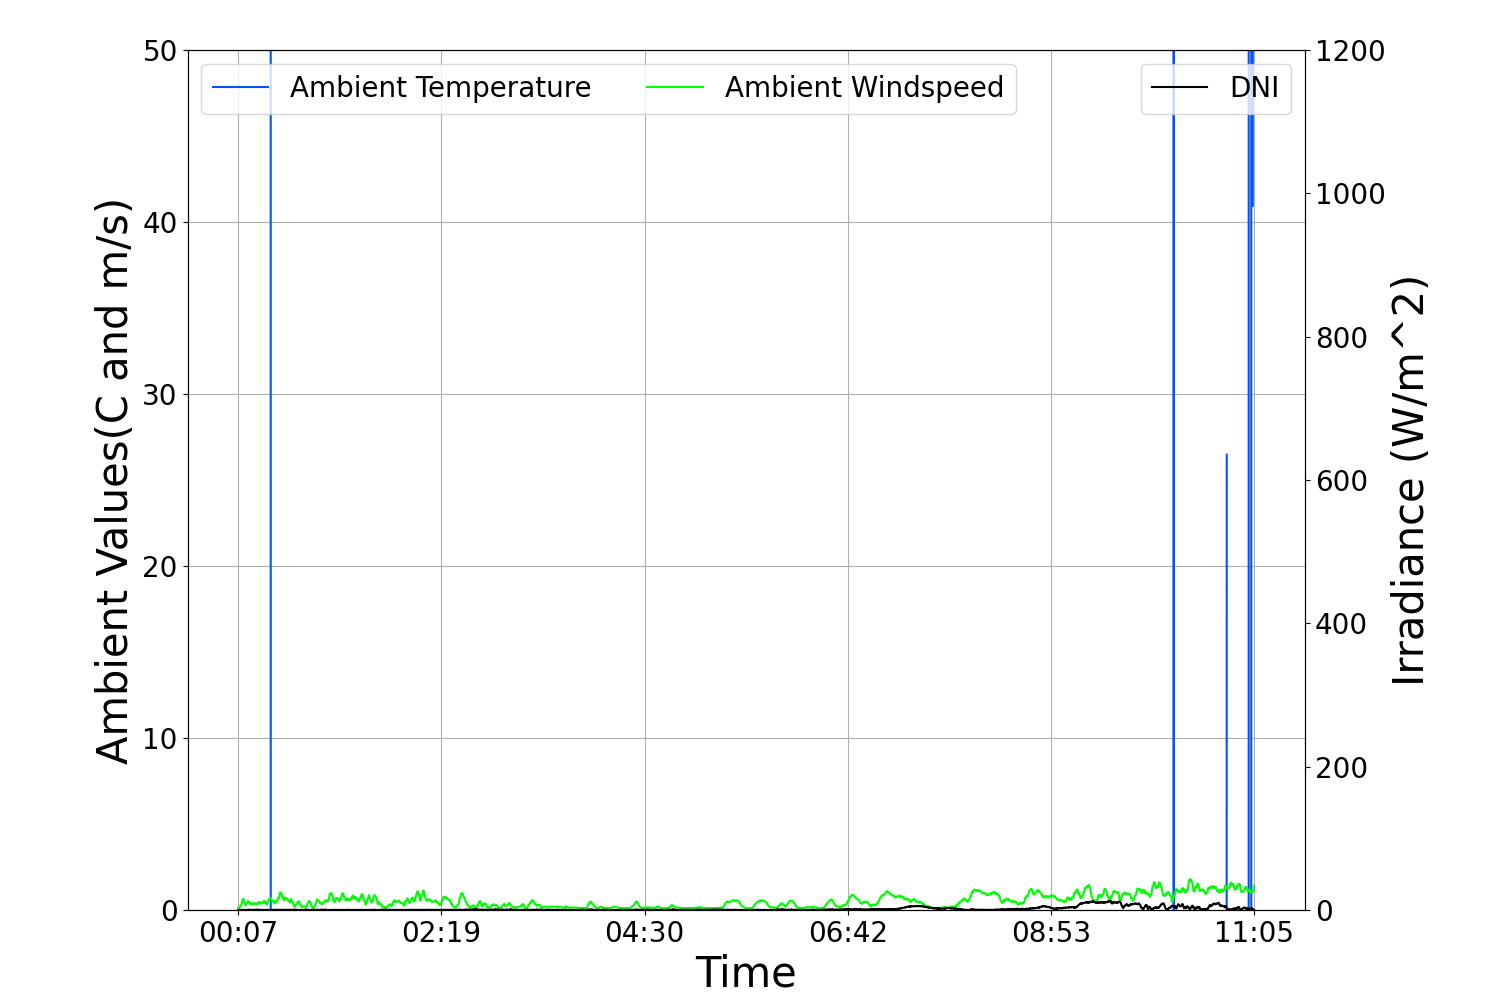 Ambient Temperature
Ambient Windspeed
DNI
Ambient Values(C and m/s)
50
40
30
20
10
0
1200
1000
800
600
400
200
0
Irradiance (W/m^2)
00:07 02:19 04:30 06:42 08:53 11:05
Time